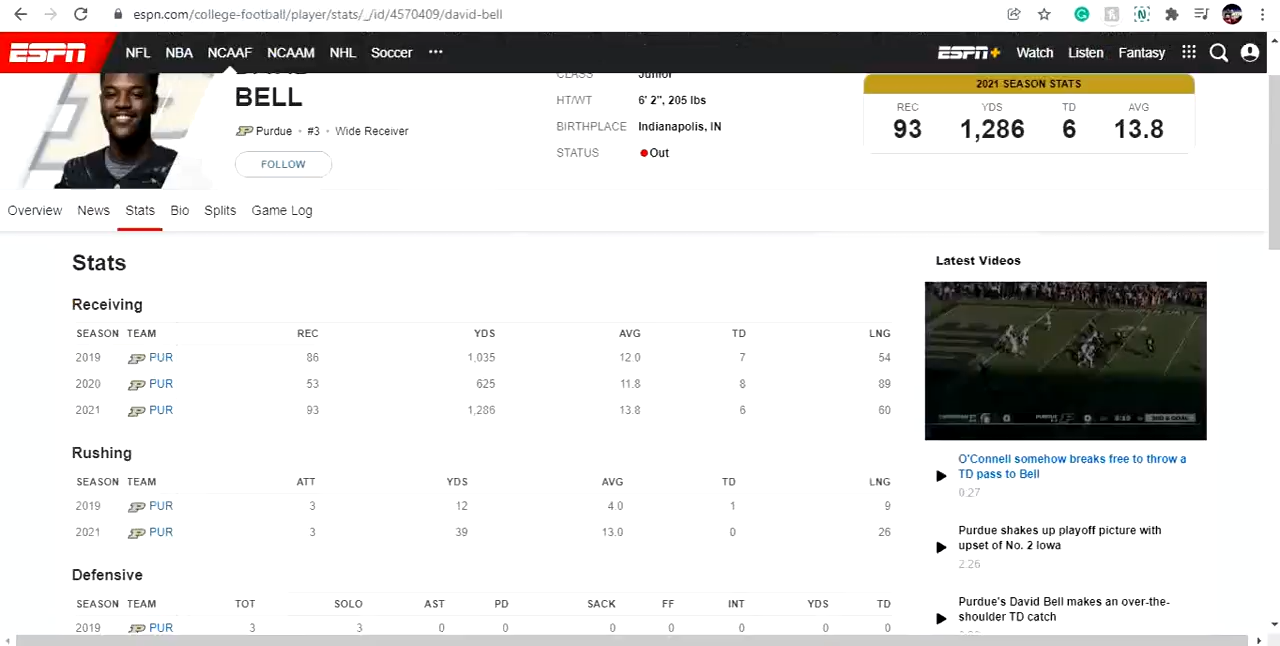 espn.com/college-football/player/stats/_/id/4570409/david-bell
ESPN NFL NBA NCAAF NCAAM NHL Soccer ••• ESPN+ Watch Listen Fantasy
BELL
Purdue • #3 • Wide Receiver
FOLLOW
CLASS Junior
HT/WT 6' 2", 205 lbs
BIRTHPLACE Indianapolis, IN
STATUS Out
2021 SEASON STATS
REC YDS TD AVG
93 1,286 6 13.8
Overview News Stats Bio Splits Game Log
Stats
Receiving
SEASON TEAM REC YDS AVG TD LNG
2019 PUR 86 1,035 12.0 7 54
2020 PUR 53 625 11.8 8 89
2021 PUR 93 1,286 13.8 6 60
Rushing
SEASON TEAM ATT YDS AVG TD LNG
2019 PUR 3 12 4.0 1 9
2021 PUR 3 39 13.0 0 26
Defensive
SEASON TEAM TOT SOLO AST PD SACK FF INT YDS TD
2019 PUR 3 3 0 0 0 0 0 0 0
Latest Videos
3RD & GOAL
O'Connell somehow breaks free to throw a
TD pass to Bell
0:27
Purdue shakes up playoff picture with
upset of No. 2 Iowa
2:26
Purdue's David Bell makes an over-the-
shoulder TD catch